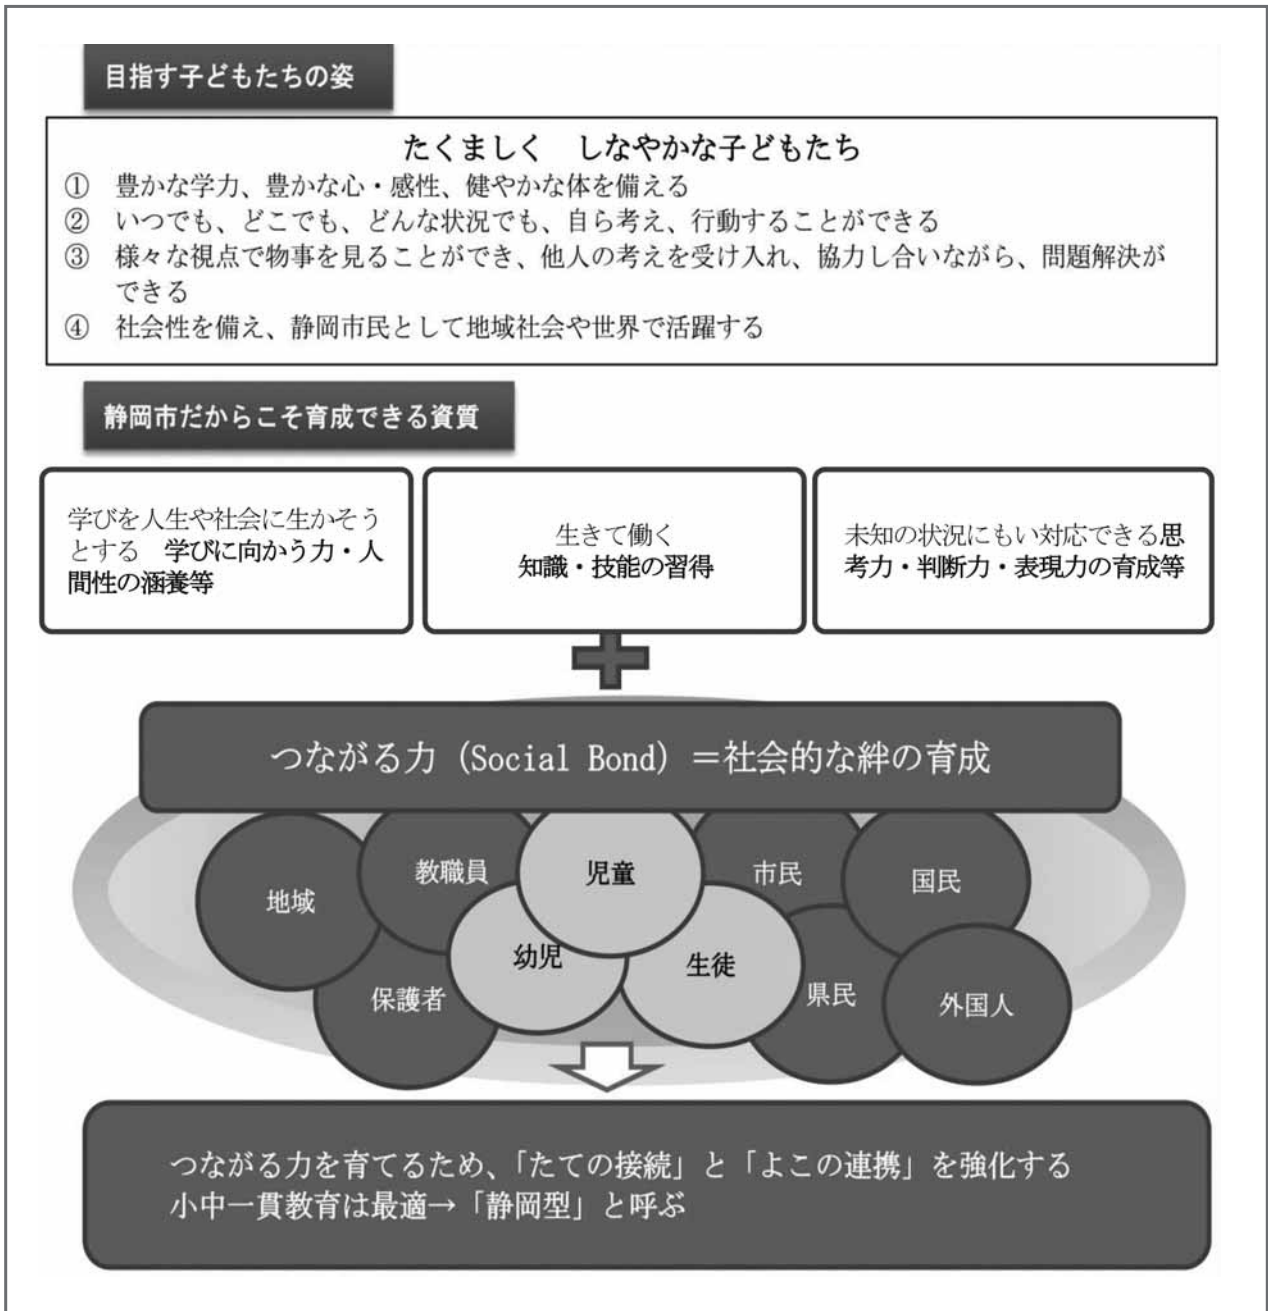 目指す子どもたちの姿
たくましく　しなやかな子どもたち
①　豊かな学力、豊かな心・感性、健やかな体を備える
②　いつでも、どこでも、どんな状況でも、自ら考え、行動することができる
③　様々な視点で物事を見ることができ、他人の考えを受け入れ、協力し合いながら、問題解決が
できる
④　社会性を備え、静岡市民として地域社会や世界で活躍する
静岡市だからこそ育成できる資質
学びを人生や社会に生かそう
とする　学びに向かう力・人
間性の涵養等
生きて働く
知識・技能の習得
未知の状況にもい対応できる思
考力・判断力・表現力の育成等
つながる力（Social Bond）＝社会的な絆の育成
地域
教職員
児童
市民
国民
保護者
幼児
生徒
県民
外国人
つながる力を育てるため、「たての接続」と「よこの連携」を強化する
小中一貫教育は最適→「静岡型」と呼ぶ